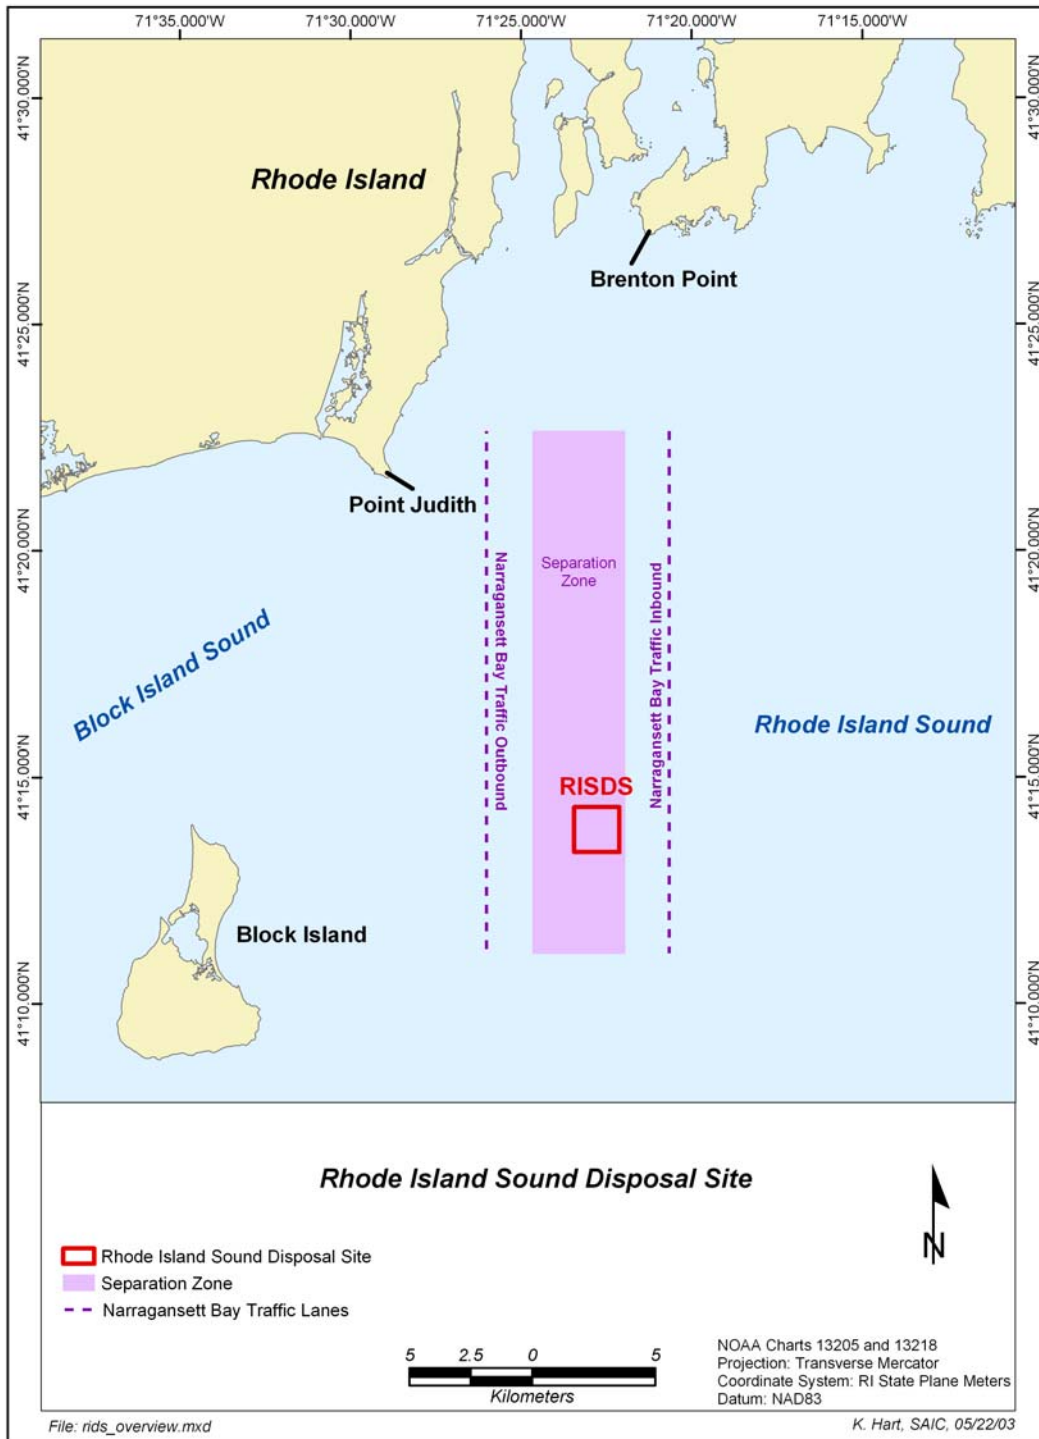 71°35.000'W 71°30.000'W 71°25.000'W 71°20.000'W 71°15.000'W
41°30.000'N
41°30.000'N
Rhode Island
Brenton Point
41°25.000'N
41°25.000'N
Point Judith
41°20.000'N
41°20.000'N
Separation
Zone
Narragansett Bay Traffic Outbound
Narragansett Bay Traffic Inbound
Block Island Sound
Rhode Island Sound
41°15.000'N
41°15.000'N
RISDS
Block Island
41°10.000'N
41°10.000'N
Rhode Island Sound Disposal Site
Rhode Island Sound Disposal Site
Separation Zone
Narragansett Bay Traffic Lanes
N
5 2.5 0 5
Kilometers
NOAA Charts 13205 and 13218
Projection: Transverse Mercator
Coordinate System: RI State Plane Meters
Datum: NAD83
File: rids_overview.mxd
K. Hart, SAIC, 05/22/03